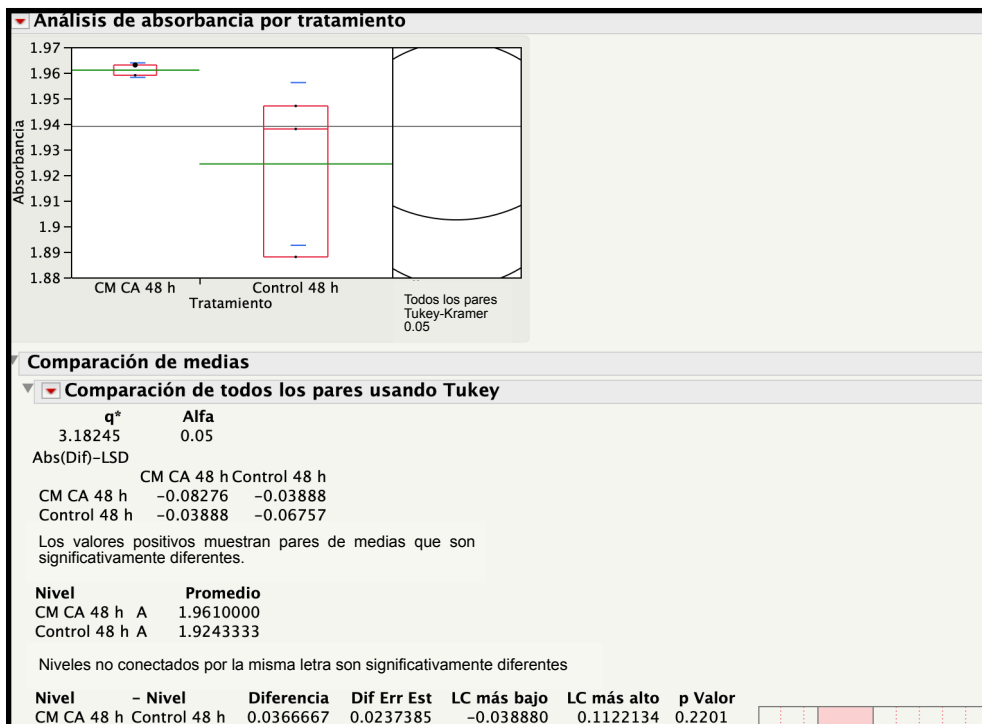 Análisis de absorbancia por tratamiento
1.97
1.96
1.95
1.94
1.93
1.92
1.91
1.9
1.89
1.88
Absorbancia
CM CA 48 h Control 48 h
Tratamiento
Todos los pares
Tukey-Kramer
0.05
Comparación de medias
Comparación de todos los pares usando Tukey
q* Alfa
3.18245 0.05
Abs(Dif)-LSD
CM CA 48 h Control 48 h
CM CA 48 h -0.08276 -0.03888
Control 48 h -0.03888 -0.06757
Los valores positivos muestran pares de medias que son
significativamente diferentes.
Nivel Promedio
CM CA 48 h A 1.9610000
Control 48 h A 1.9243333
Niveles no conectados por la misma letra son significativamente diferentes
Nivel - Nivel Diferencia Dif Err Est LC más bajo LC más alto p Valor
CM CA 48 h Control 48 h 0.0366667 0.0237385 -0.038880 0.1122134 0.2201